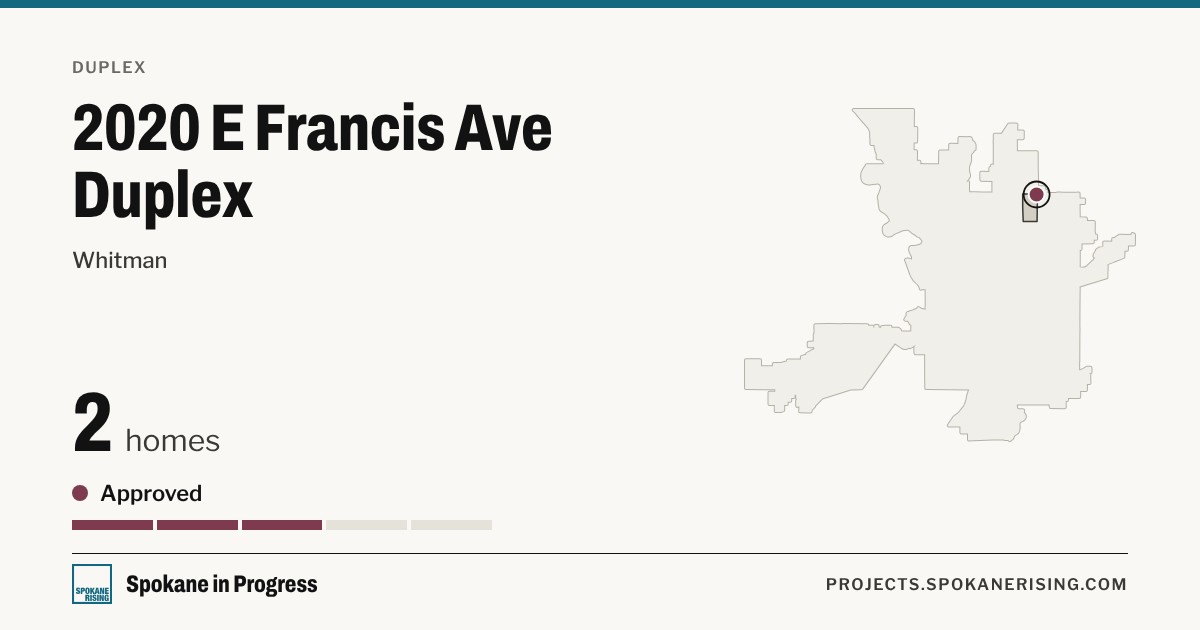 DUPLEX
2020 E Francis Ave
Duplex
Whitman
2 homes
Approved
SPOKANE
RISING
Spokane in Progress
PROJECTS.SPOKANERISING.COM